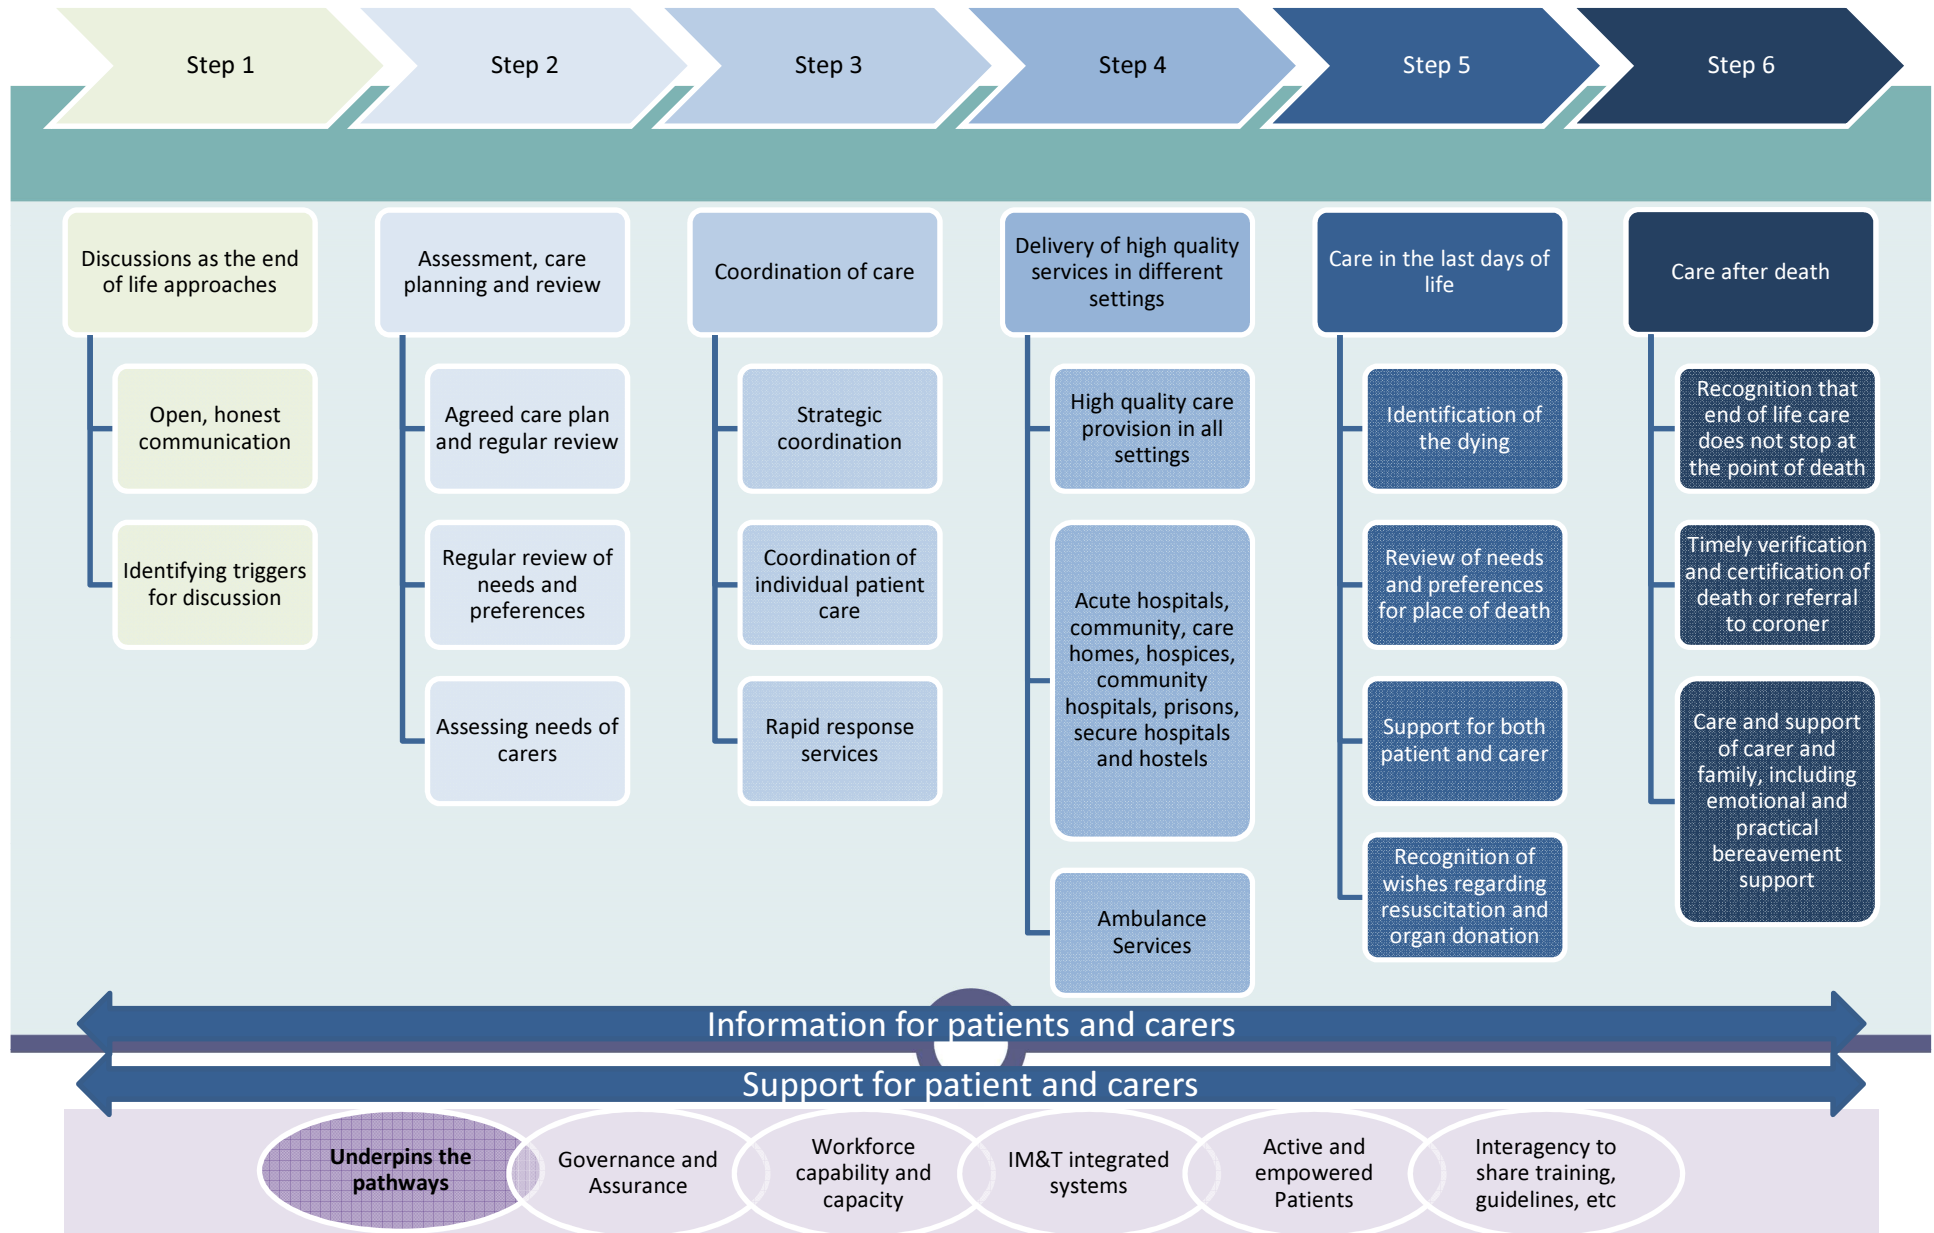 Step 1
Step 2
Step 3
Step 4
Step 5
Step 6
Discussions as the end
of life approaches
Open, honest
communication
Identifying triggers
for discussion
Assessment, care
planning and review
Agreed care plan
and regular review
Regular review of
needs and
preferences
Assessing needs of
carers
Coordination of care
Strategic
coordination
Coordination of
individual patient
care
Rapid response
services
Delivery of high quality
services in different
settings
High quality care
provision in all
settings
Acute hospitals,
community, care
homes, hospices,
community
hospitals, prisons,
secure hospitals
and hostels
Ambulance
Services
Care in the last days of
life
Identification of
the dying
Review of needs
and preferences
for place of death
Support for both
patient and carer
Recognition of
wishes regarding
resuscitation and
organ donation
Care after death
Recognition that
end of life care
does not stop at
the point of death
Timely verification
and certification of
death or referral
to coroner
Care and support
of carer and
family, including
emotional and
practical
bereavement
support
Information for patients and carers
Support for patient and carers
Underpins the
pathways
Governance and
Assurance
Workforce
capability and
capacity
IM&T integrated
systems
Active and
empowered
Patients
Interagency to
share training,
guidelines, etc